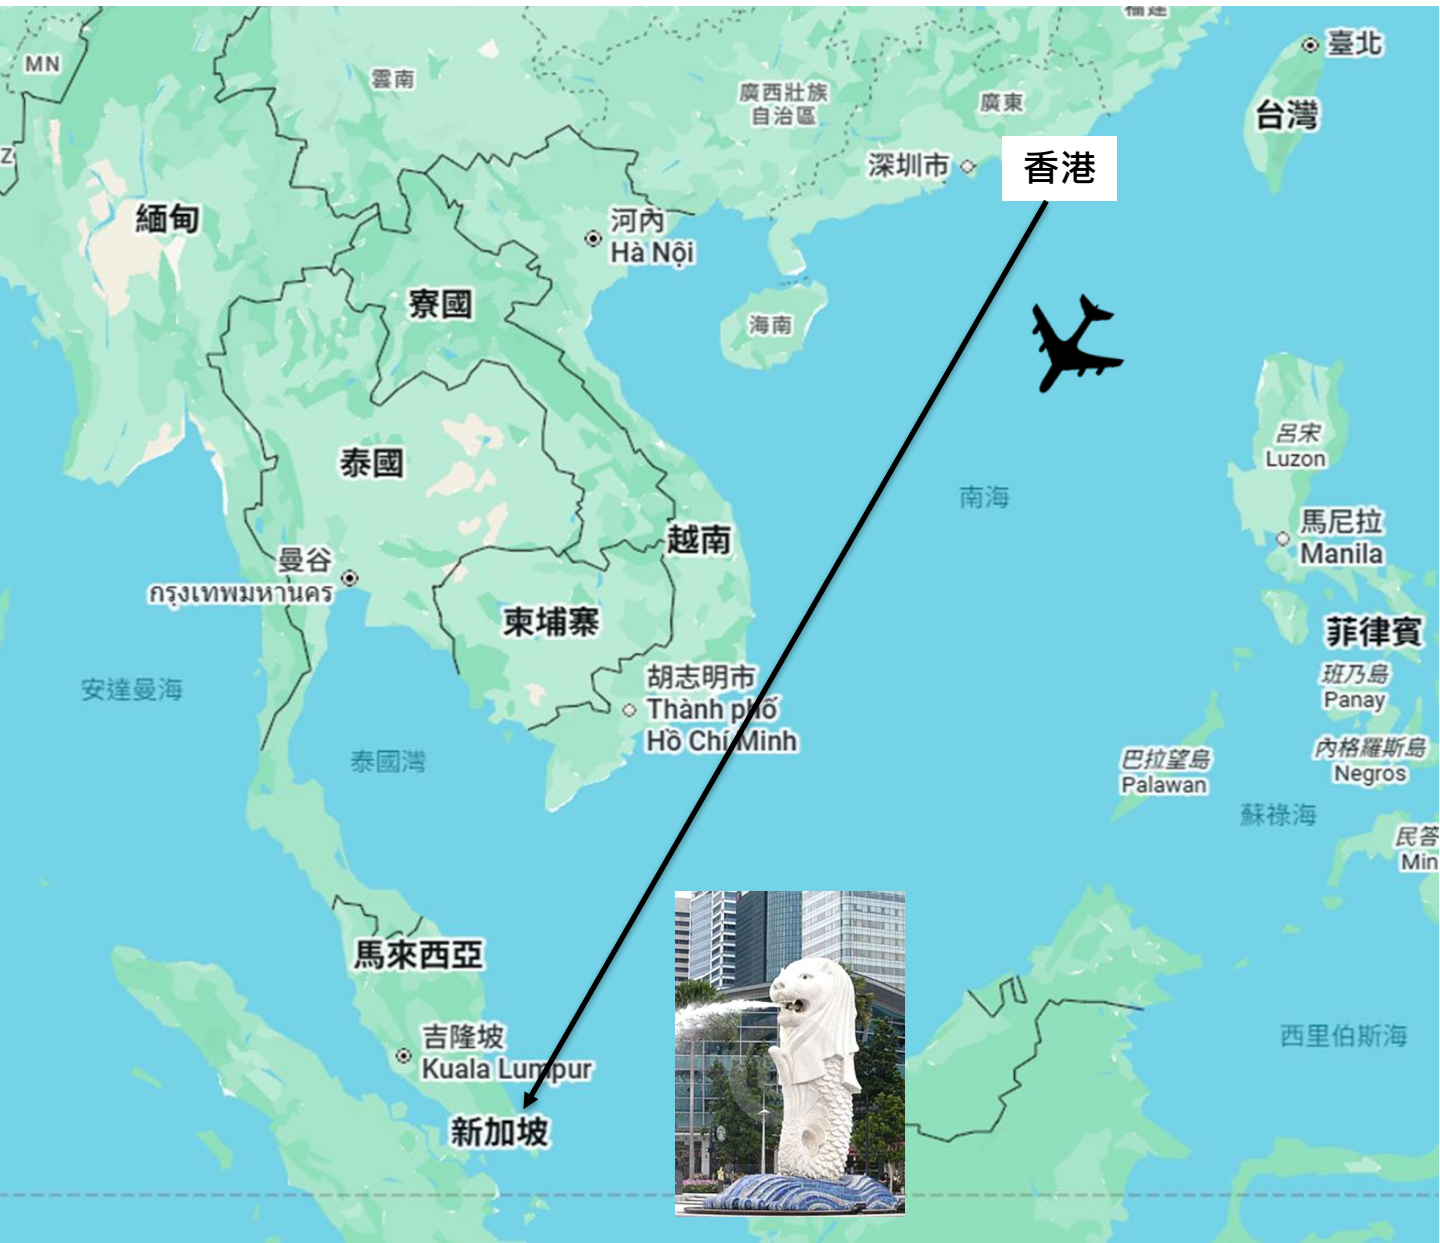 福建
臺北
MN
雲南
廣西壯族
自治區
廣東
台灣
Z
深圳市
香港
緬甸
河內
Hà Nội
寮國
海南
呂宋
Luzon
泰國
南海
馬尼拉
Manila
越南
曼谷
กรุงเทพมหานคร
柬埔寨
菲律賓
安達曼海
胡志明市
Thành phố
Hồ Chí Minh
班乃島
Panay
泰國灣
巴拉望島
Palawan
內格羅斯島
Negros
蘇祿海
民答
Min
馬來西亞
吉隆坡
Kuala Lumpur
西里伯斯海
新加坡